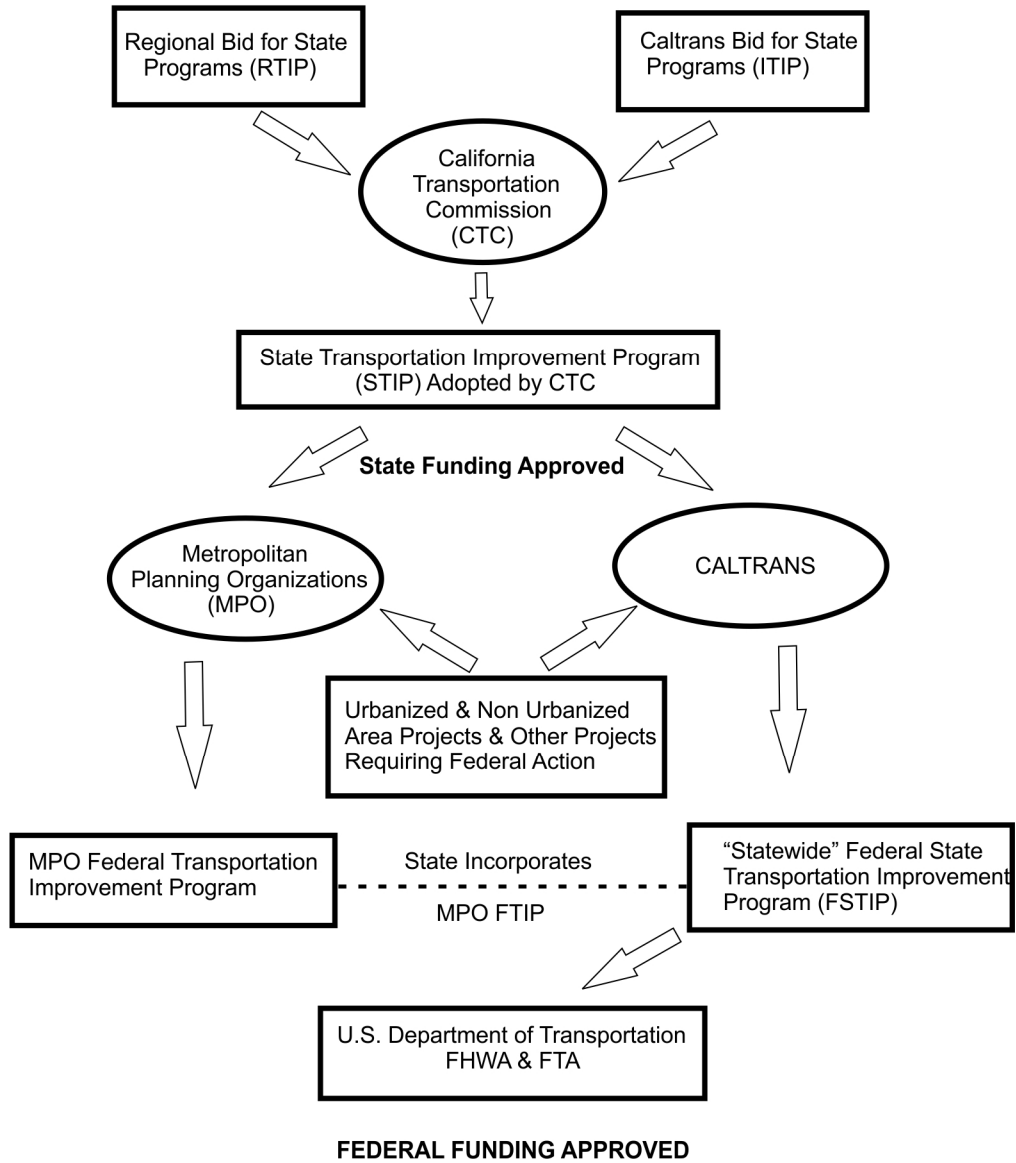 Regional Bid for State
Programs (RTIP)
Caltrans Bid for State
Programs (ITIP)
California
Transportation
Commission
(CTC)
State Transportation Improvement Program
(STIP) Adopted by CTC
State Funding Approved
Metropolitan
Planning Organizations
(MPO)
CALTRANS
Urbanized & Non Urbanized
Area Projects & Other Projects
Requiring Federal Action
MPO Federal Transportation
Improvement Program
State Incorporates
MPO FTIP
“Statewide” Federal State
Transportation Improvement
Program (FSTIP)
U.S. Department of Transportation
FHWA & FTA
FEDERAL FUNDING APPROVED